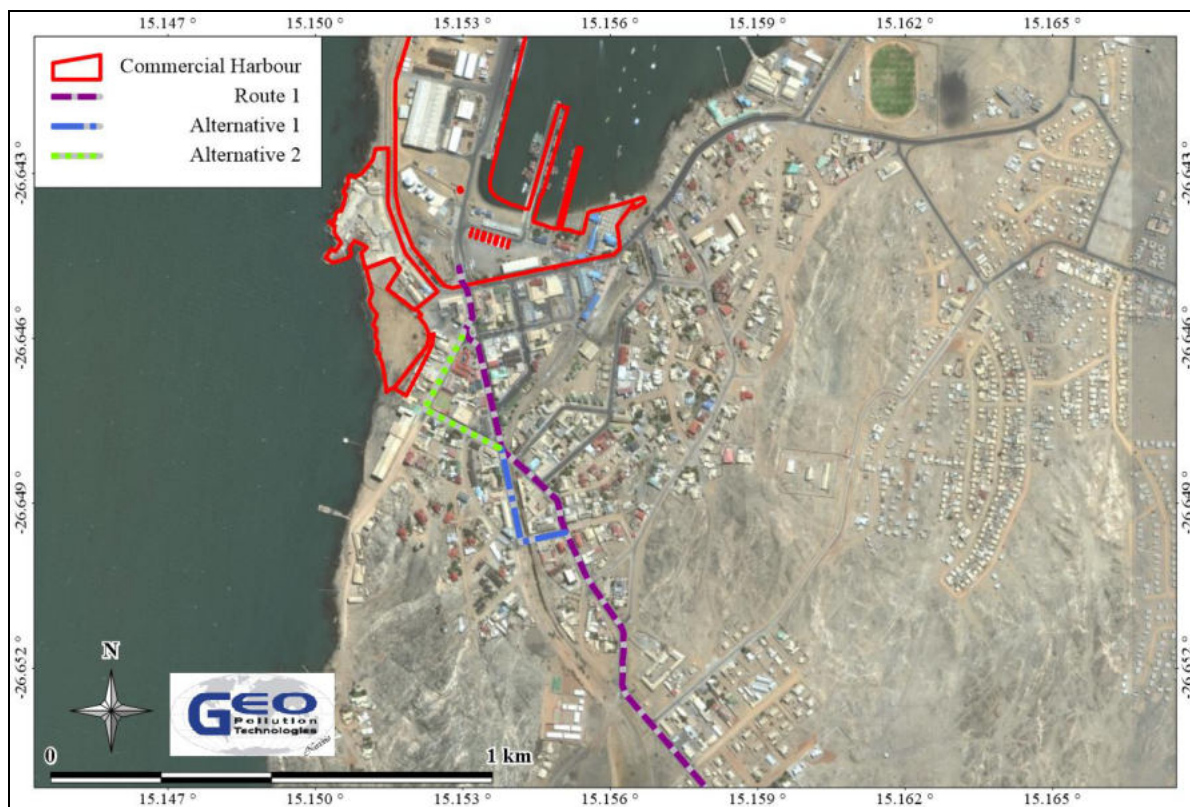 15.147 ° 15.150 ° 15.153 ° 15.156 ° 15.159 ° 15.162 ° 15.165 °
Commercial Harbour
Route 1
Alternative 1
Alternative 2
-26.643 ° -26.643 °
-26.646 ° -26.646 °
-26.649 ° -26.649 °
-26.652 ° -26.652 °
N
GEO
Pollution
Technologies
0 1 km
15.147 ° 15.150 ° 15.153 ° 15.156 ° 15.159 ° 15.162 ° 15.165 °